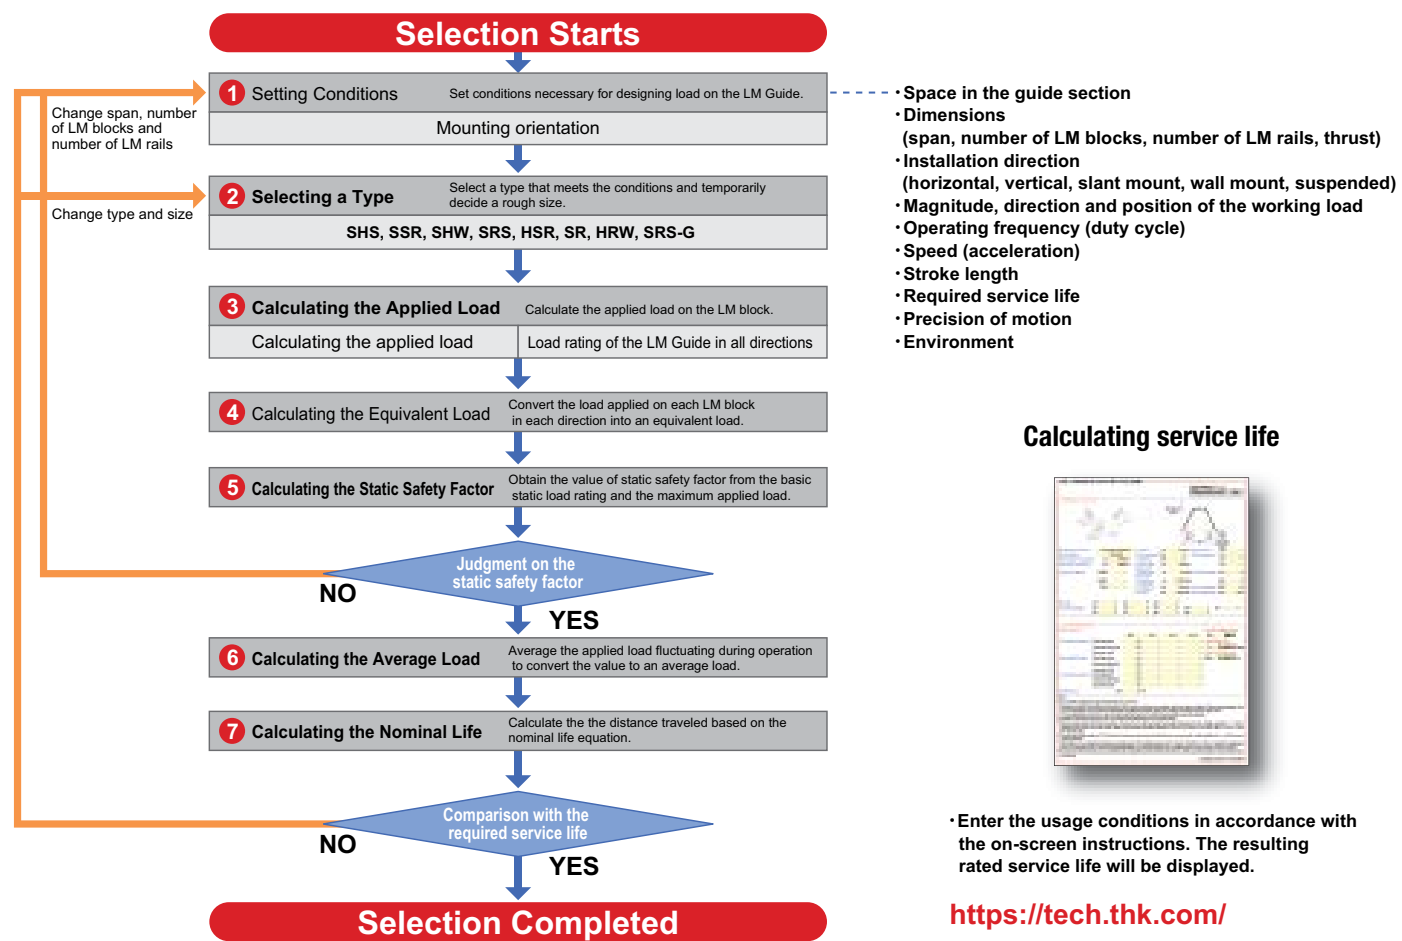 Selection Starts
1 Setting Conditions
Set conditions necessary for designing load on the LM Guide.
Mounting orientation
Change span, number
of LM blocks and
number of LM rails
2 Selecting a Type
Select a type that meets the conditions and temporarily
decide a rough size.
SHS, SSR, SHW, SRS, HSR, SR, HRW, SRS-G
Change type and size
3 Calculating the Applied Load
Calculate the applied load on the LM block.
Calculating the applied load
Load rating of the LM Guide in all directions
4 Calculating the Equivalent Load
Convert the load applied on each LM block
in each direction into an equivalent load.
5 Calculating the Static Safety Factor
Obtain the value of static safety factor from the basic
static load rating and the maximum applied load.
Judgment on the
static safety factor
NO
YES
6 Calculating the Average Load
Average the applied load fluctuating during operation
to convert the value to an average load.
7 Calculating the Nominal Life
Calculate the the distance traveled based on the
nominal life equation.
Comparison with the
required service life
NO
YES
Selection Completed
・Space in the guide section
・Dimensions
(span, number of LM blocks, number of LM rails, thrust)
・Installation direction
(horizontal, vertical, slant mount, wall mount, suspended)
・Magnitude, direction and position of the working load
・Operating frequency (duty cycle)
・Speed (acceleration)
・Stroke length
・Required service life
・Precision of motion
・Environment
Calculating service life
・Enter the usage conditions in accordance with
the on-screen instructions. The resulting
rated service life will be displayed.
https://tech.thk.com/